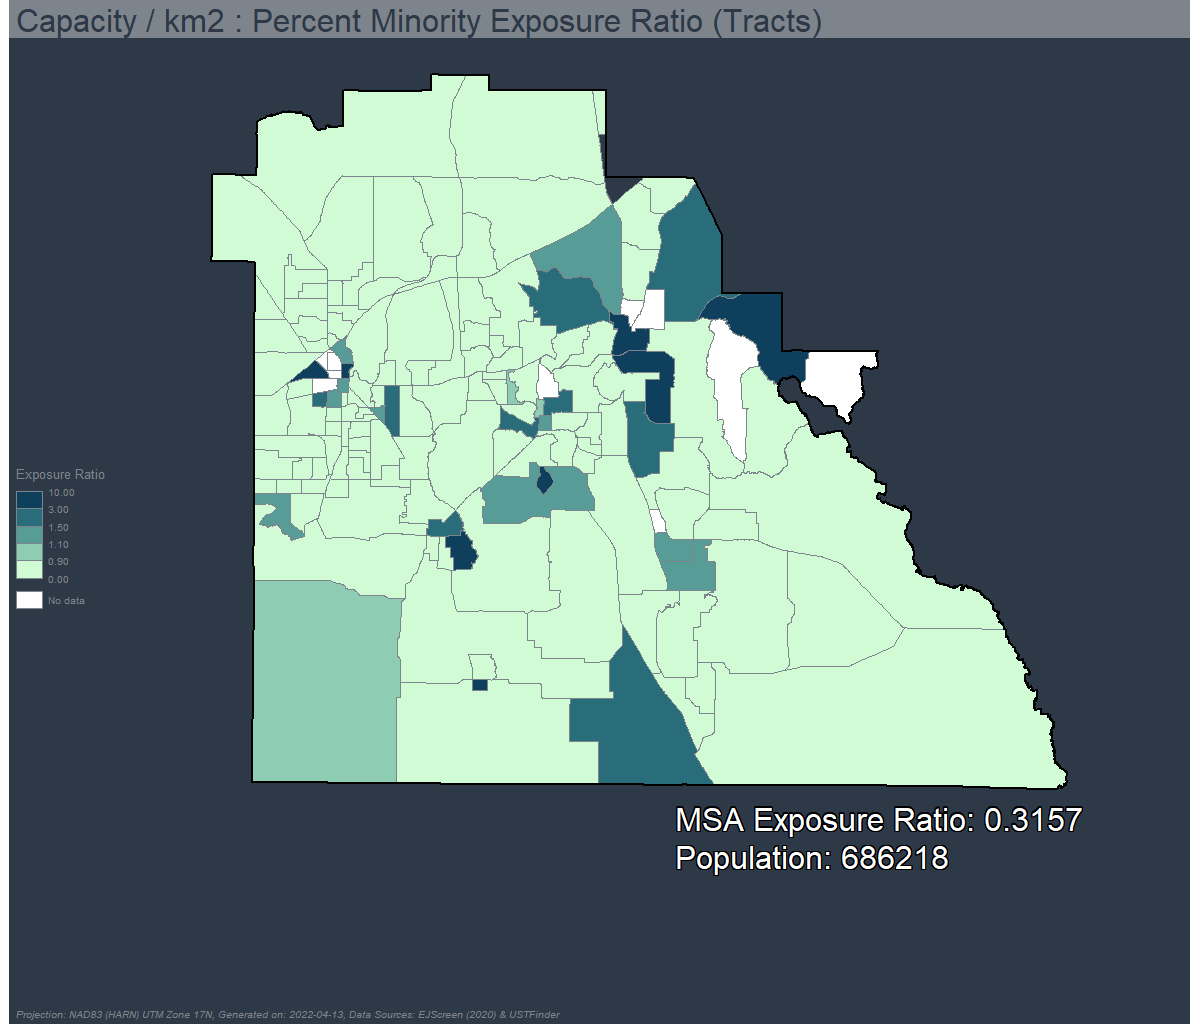 Capacity / km2 : Percent Minority Exposure Ratio (Tracts)
Exposure Ratio
10.00
3.00
1.50
1.10
0.90
0.00
No data
MSA Exposure Ratio: 0.3157
Population: 686218
Projection: NAD83 (HARN) UTM Zone 17N, Generated on: 2022-04-13, Data Sources: EJScreen (2020) & USTFinder